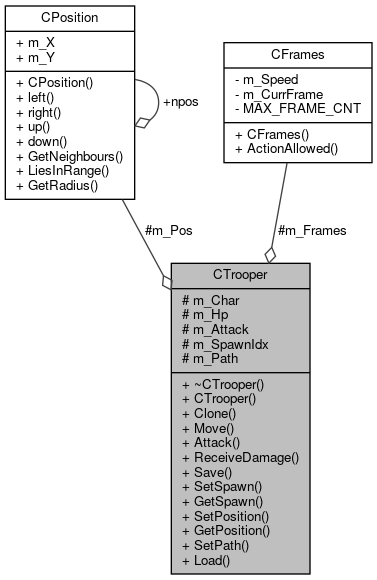 CPosition
+ m_X
+ m_Y
+ CPosition()
+ left()
+ right()
+ up()
+ down()
+ GetNeighbours()
+ LiesInRange()
+ GetRadius()
+npos
CFrames
- m_Speed
- m_CurrFrame
- MAX_FRAME_CNT
+ CFrames()
+ ActionAllowed()
#m_Pos
#m_Frames
CTrooper
# m_Char
# m_Hp
# m_Attack
# m_SpawnIdx
# m_Path
+ ~CTrooper()
+ CTrooper()
+ Clone()
+ Move()
+ Attack()
+ ReceiveDamage()
+ Save()
+ SetSpawn()
+ GetSpawn()
+ SetPosition()
+ GetPosition()
+ SetPath()
+ Load()